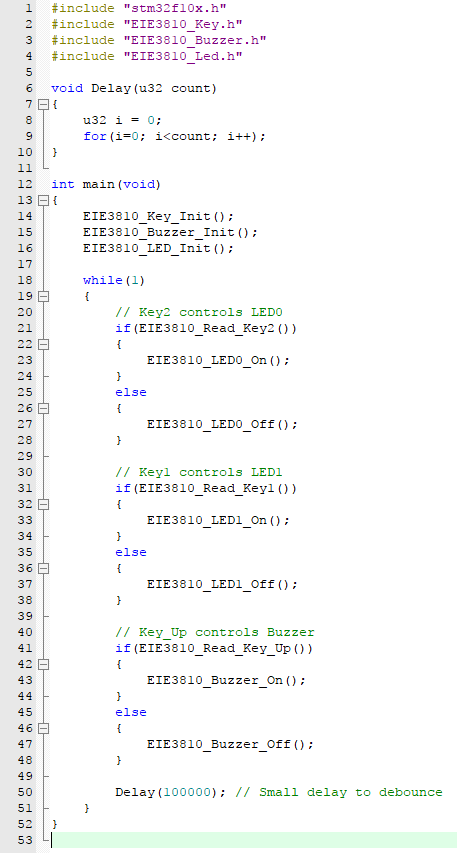 1 #include "stm32f10x.h"
2 #include "EIE3810_Key.h"
3 #include "EIE3810_Buzzer.h"
4 #include "EIE3810_Led.h"
5
6 void Delay(u32 count)
7 {
8     u32 i = 0;
9     for(i=0; i<count; i++);
10 }
11
12 int main(void)
13 {
14     EIE3810_Key_Init();
15     EIE3810_Buzzer_Init();
16     EIE3810_LED_Init();
17
18     while(1)
19     {
20         // Key2 controls LED0
21         if(EIE3810_Read_Key2())
22         {
23             EIE3810_LED0_On();
24         }
25         else
26         {
27             EIE3810_LED0_Off();
28         }
29
30         // Key1 controls LED1
31         if(EIE3810_Read_Key1())
32         {
33             EIE3810_LED1_On();
34         }
35         else
36         {
37             EIE3810_LED1_Off();
38         }
39
40         // Key_Up controls Buzzer
41         if(EIE3810_Read_Key_Up())
42         {
43             EIE3810_Buzzer_On();
44         }
45         else
46         {
47             EIE3810_Buzzer_Off();
48         }
49
50         Delay(100000); // Small delay to debounce
51     }
52 }
53